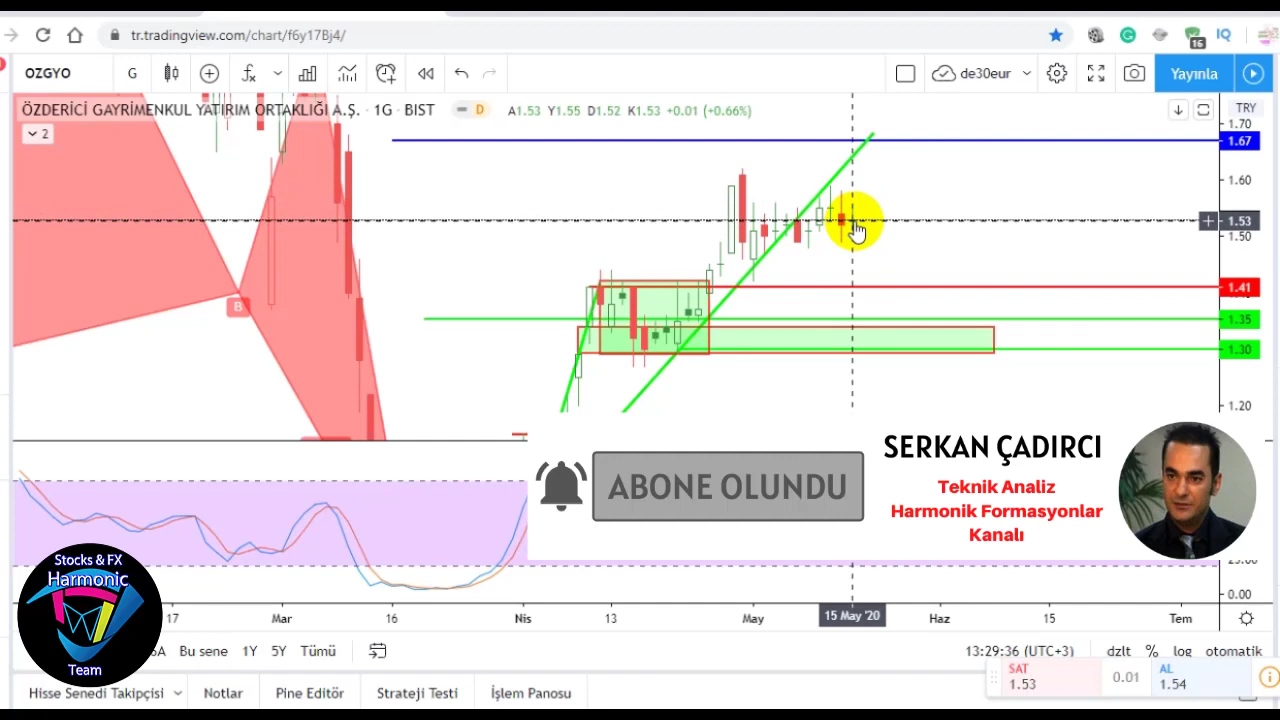 tr.tradingview.com/chart/f6y17Bj4/
16
IQ
OZGYO
G
de30eur
Yayınla
ÖZDERİCİ GAYRİMENKUL YATIRIM ORTAKLIĞI A.Ş. · 1G · BIST
D
A1.53 Y1.55 D1.52 K1.53 +0.01 (+0.66%)
2
TRY
1.70
1.67
1.60
1.53
1.50
1.41
1.35
1.30
1.20
B
ABONE OLUNDU
SERKAN ÇADIRCI
Teknik Analiz
Harmonik Formasyonlar
Kanalı
0.00
Stocks & FX
Harmonic
Team
17
Mar
16
Nis
13
May
15 May '20
Haz
15
Tem
Bu sene
1Y
5Y
Tümü
13:29:36 (UTC+3)
dzlt
%
log
otomatik
SAT
1.53
0.01
AL
1.54
Hisse Senedi Takipçisi
Notlar
Pine Editör
Strateji Testi
İşlem Panosu